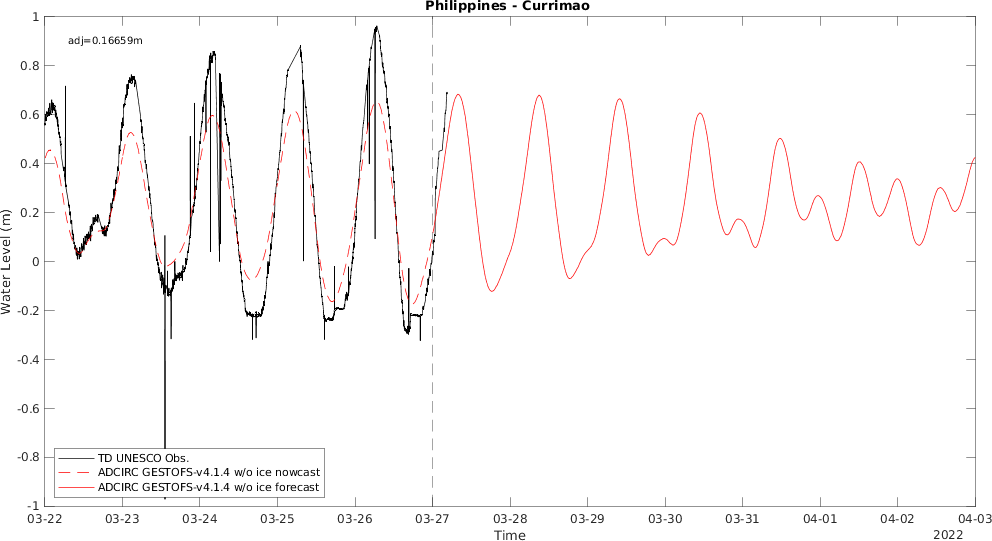 Philippines - Currimao
adj=0.16659m
1
0.8
0.6
0.4
0.2
0
-0.2
-0.4
-0.6
-0.8
-1
Water Level (m)
TD UNESCO Obs.
ADCIRC GESTOFS-v4.1.4 w/o ice nowcast
ADCIRC GESTOFS-v4.1.4 w/o ice forecast
03-22 03-23 03-24 03-25 03-26 03-27 03-28 03-29 03-30 03-31 04-01 04-02 04-03
Time
2022